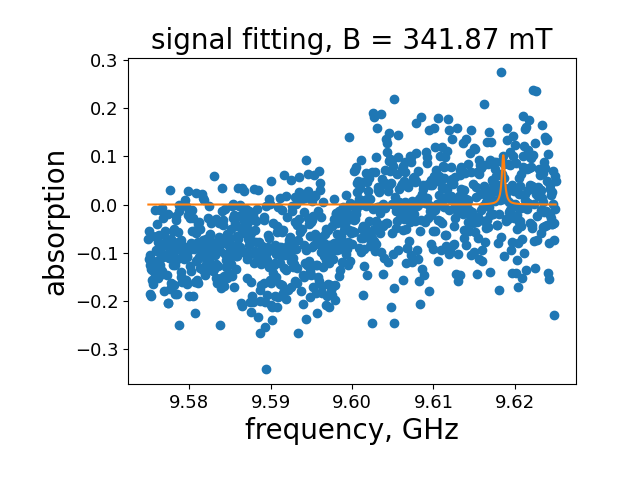 signal fitting, B = 341.87 mT
0.3
0.2
0.1
0.0
−0.1
−0.2
−0.3
absorption
9.58 9.59 9.60 9.61 9.62
frequency, GHz